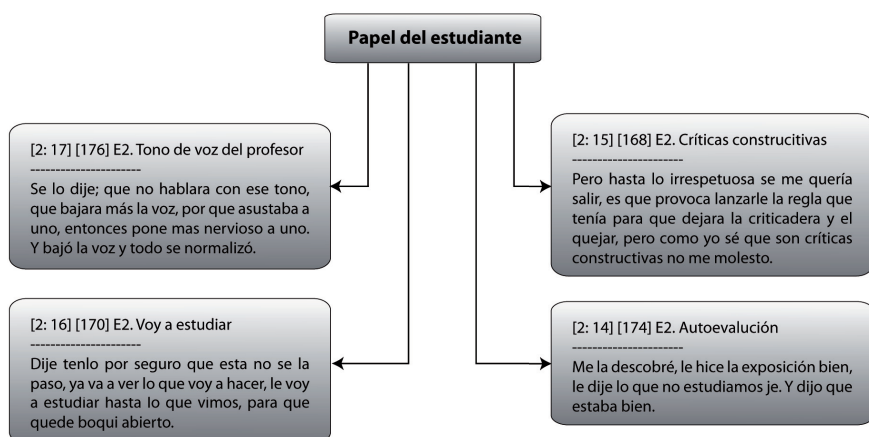 Papel del estudiante
[2: 17] [176] E2. Tono de voz del profesor
----------------------
Se lo dije; que no hablara con ese tono,
que bajara más la voz, por que asustaba a
uno, entonces pone mas nervioso a uno.
Y bajó la voz y todo se normalizó.
[2: 15] [168] E2. Críticas construcitivas
----------------------
Pero hasta lo irrespetuosa se me quería
salir, es que provoca lanzarle la regla que
tenía para que dejara la criticadera y el
quejar, pero como yo sé que son críticas
constructivas no me molesto.
[2: 16] [170] E2. Voy a estudiar
----------------------
Dije tenlo por seguro que esta no se la
paso, ya va a ver lo que voy a hacer, le voy
a estudiar hasta lo que vimos, para que
quede boqui abierto.
[2: 14] [174] E2. Autoevalución
----------------------
Me la descobré, le hice la exposición bien,
le dije lo que no estudiamos je. Y dijo que
estaba bien.